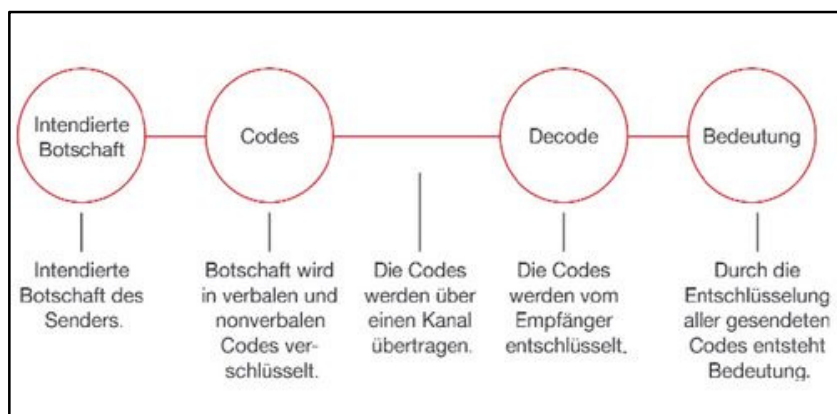 Intendierte
Botschaft
Codes
Decode
Bedeutung
Intendierte
Botschaft des
Senders.
Botschaft wird
in verbalen und
nonverbalen
Codes ver-
schlüsselt.
Die Codes
werden über
einen Kanal
übertragen.
Die Codes
werden vom
Empfänger
entschlüsselt.
Durch die
Entschlüsselung
aller gesendeten
Codes entsteht
Bedeutung.